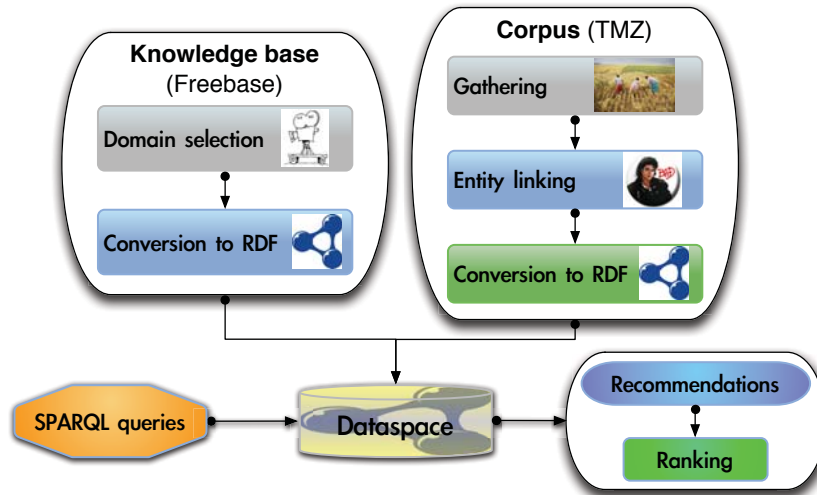 Knowledge base
(Freebase)
Domain selection
Conversion to RDF
Corpus (TMZ)
Gathering
Entity linking
Conversion to RDF
SPARQL queries
Dataspace
Recommendations
Ranking